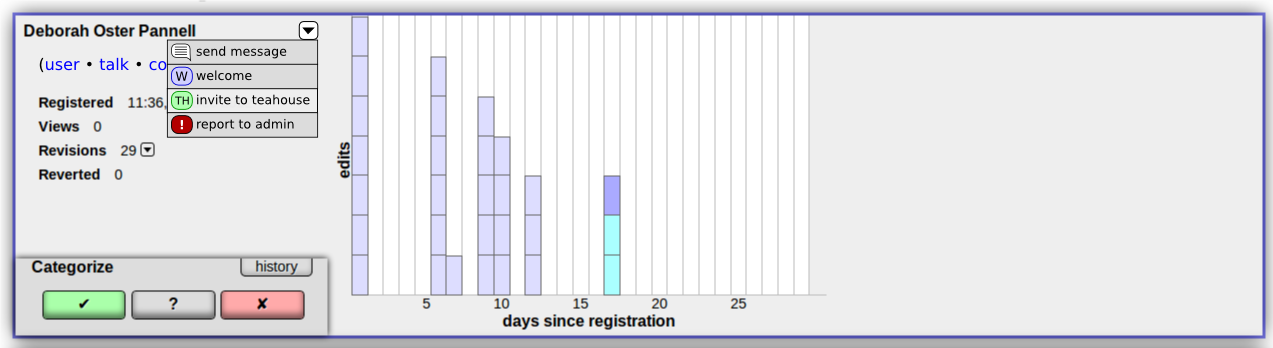 Deborah Oster Pannell
(user • talk • co
send message
W welcome
TH invite to teahouse
! report to admin
Registered 11:36,
Views 0
Revisions 29
Reverted 0
Categorize
history
✔ ? ✘
edits
5 10 15 20 25
days since registration